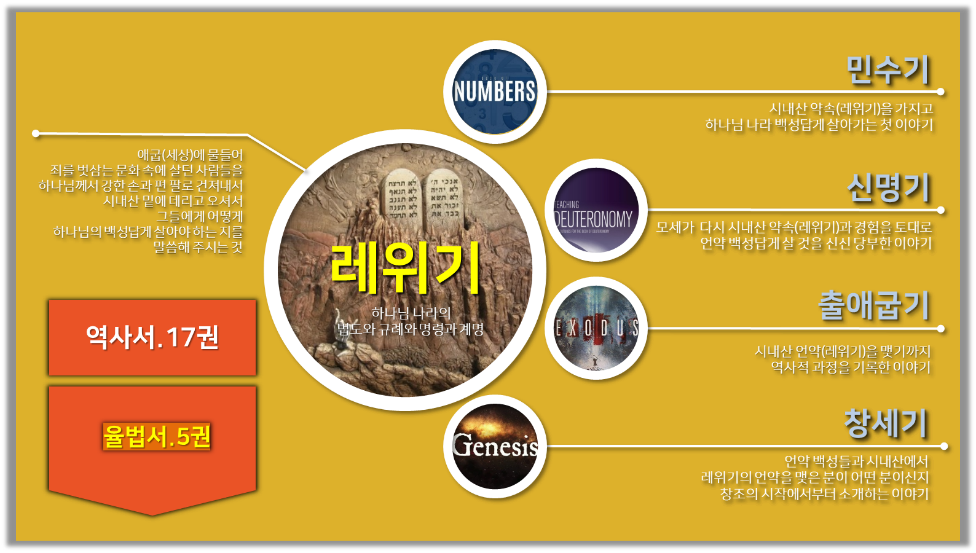 애굽(세상)에 물들어
죄를 벗삼는 문화 속에 살던 사람들을
하나님께서 강한 손과 편 팔로 건져내서
시내산 밑에 데리고 오셔서
그들에게 어떻게
하나님의 백성답게 살아야 하는 지를
말씀해 주시는 것
역사서.17권
율법서.5권
레위기
하나님 나라의
법도와 규례와 명령과 계명
NUMBERS
민수기
시내산 약속(레위기)을 가지고
하나님 나라 백성답게 살아가는 첫 이야기
EACHING
DEUTERONOMY
신명기
모세가 다시 시내산 약속(레위기)과 경험을 토대로
언약 백성답게 살 것을 신신 당부한 이야기
EXODUS
출애굽기
시내산 언약(레위기)을 맺기까지
역사적 과정을 기록한 이야기
Genesis
창세기
언약 백성들과 시내산에서
레위기의 언약을 맺은 분이 어떤 분이신지
창조의 시작에서부터 소개하는 이야기